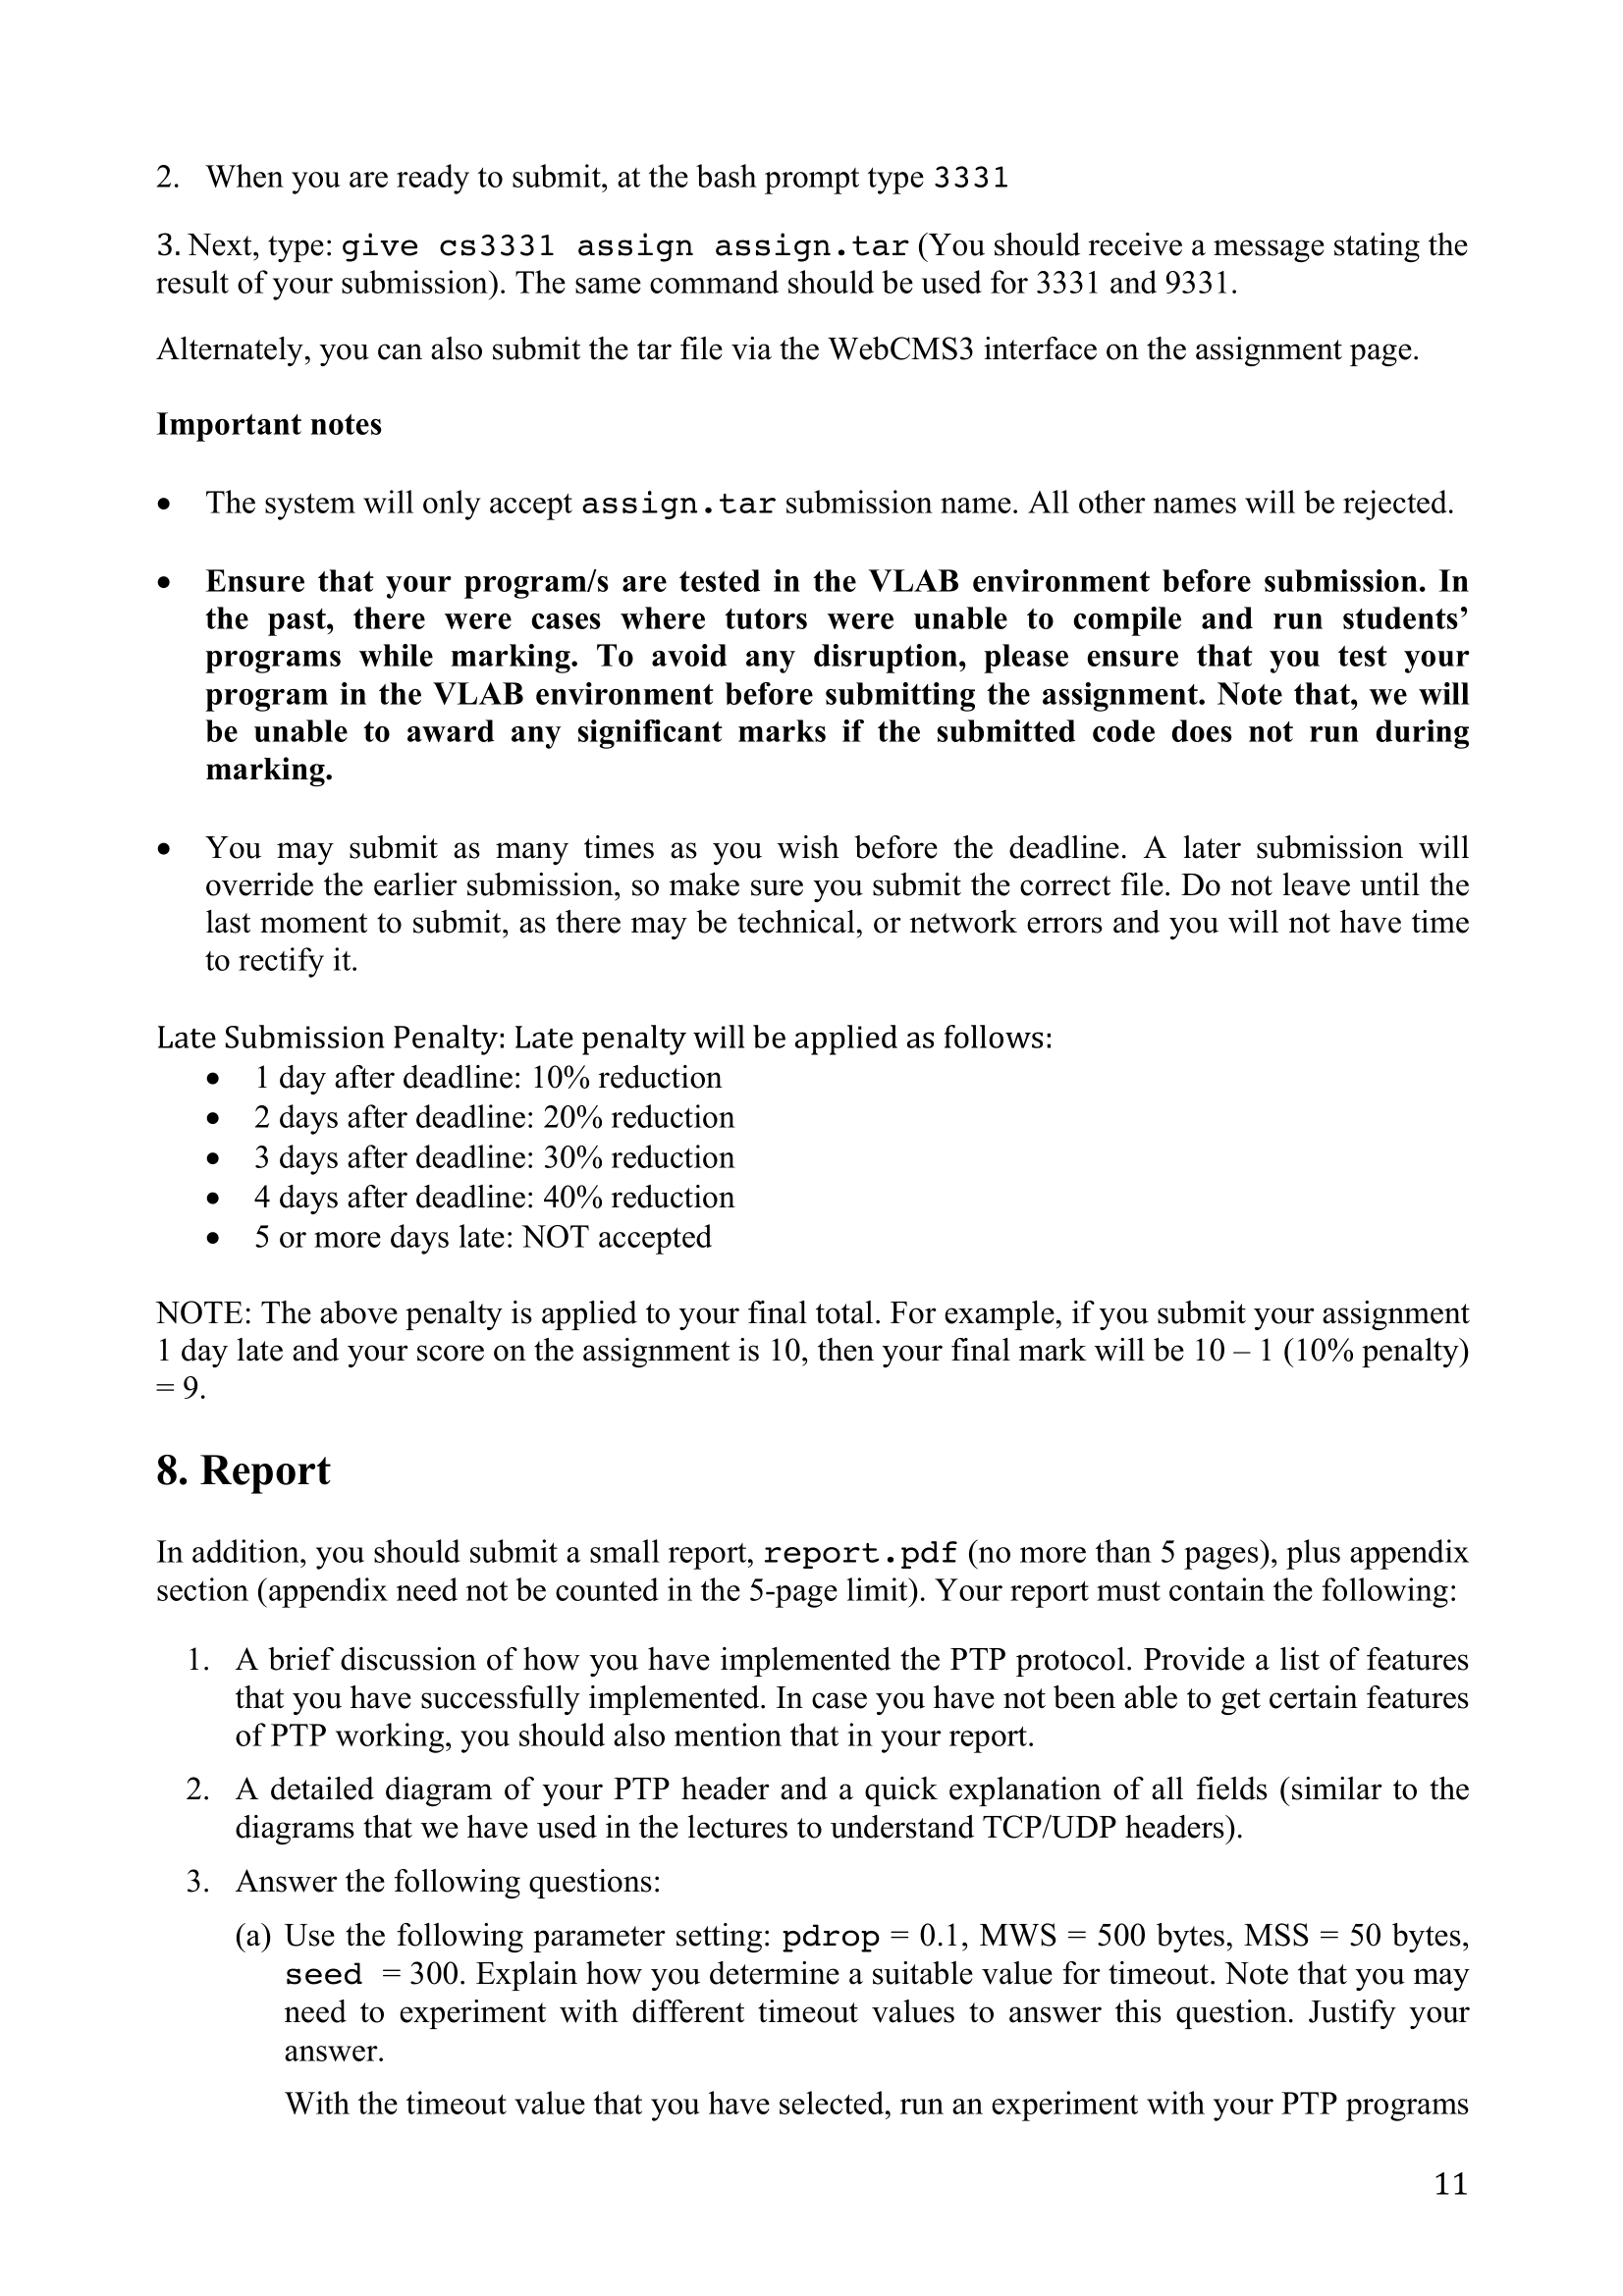 2. When you are ready to submit, at the bash prompt type 3331
3. Next, type: give cs3331 assign assign.tar (You should receive a message stating the
result of your submission). The same command should be used for 3331 and 9331.
Alternately, you can also submit the tar file via the WebCMS3 interface on the assignment page.
Important notes
• The system will only accept assign.tar submission name. All other names will be rejected.
• Ensure that your program/s are tested in the VLAB environment before submission. In
the past, there were cases where tutors were unable to compile and run students’
programs while marking. To avoid any disruption, please ensure that you test your
program in the VLAB environment before submitting the assignment. Note that, we will
be unable to award any significant marks if the submitted code does not run during
marking.
• You may submit as many times as you wish before the deadline. A later submission will
override the earlier submission, so make sure you submit the correct file. Do not leave until the
last moment to submit, as there may be technical, or network errors and you will not have time
to rectify it.
Late Submission Penalty: Late penalty will be applied as follows:
• 1 day after deadline: 10% reduction
• 2 days after deadline: 20% reduction
• 3 days after deadline: 30% reduction
• 4 days after deadline: 40% reduction
• 5 or more days late: NOT accepted
NOTE: The above penalty is applied to your final total. For example, if you submit your assignment
1 day late and your score on the assignment is 10, then your final mark will be 10 – 1 (10% penalty)
= 9.
8. Report
In addition, you should submit a small report, report.pdf (no more than 5 pages), plus appendix
section (appendix need not be counted in the 5-page limit). Your report must contain the following:
1. A brief discussion of how you have implemented the PTP protocol. Provide a list of features
that you have successfully implemented. In case you have not been able to get certain features
of PTP working, you should also mention that in your report.
2. A detailed diagram of your PTP header and a quick explanation of all fields (similar to the
diagrams that we have used in the lectures to understand TCP/UDP headers).
3. Answer the following questions:
(a) Use the following parameter setting: pdrop = 0.1, MWS = 500 bytes, MSS = 50 bytes,
seed = 300. Explain how you determine a suitable value for timeout. Note that you may
need to experiment with different timeout values to answer this question. Justify your
answer.
With the timeout value that you have selected, run an experiment with your PTP programs
11